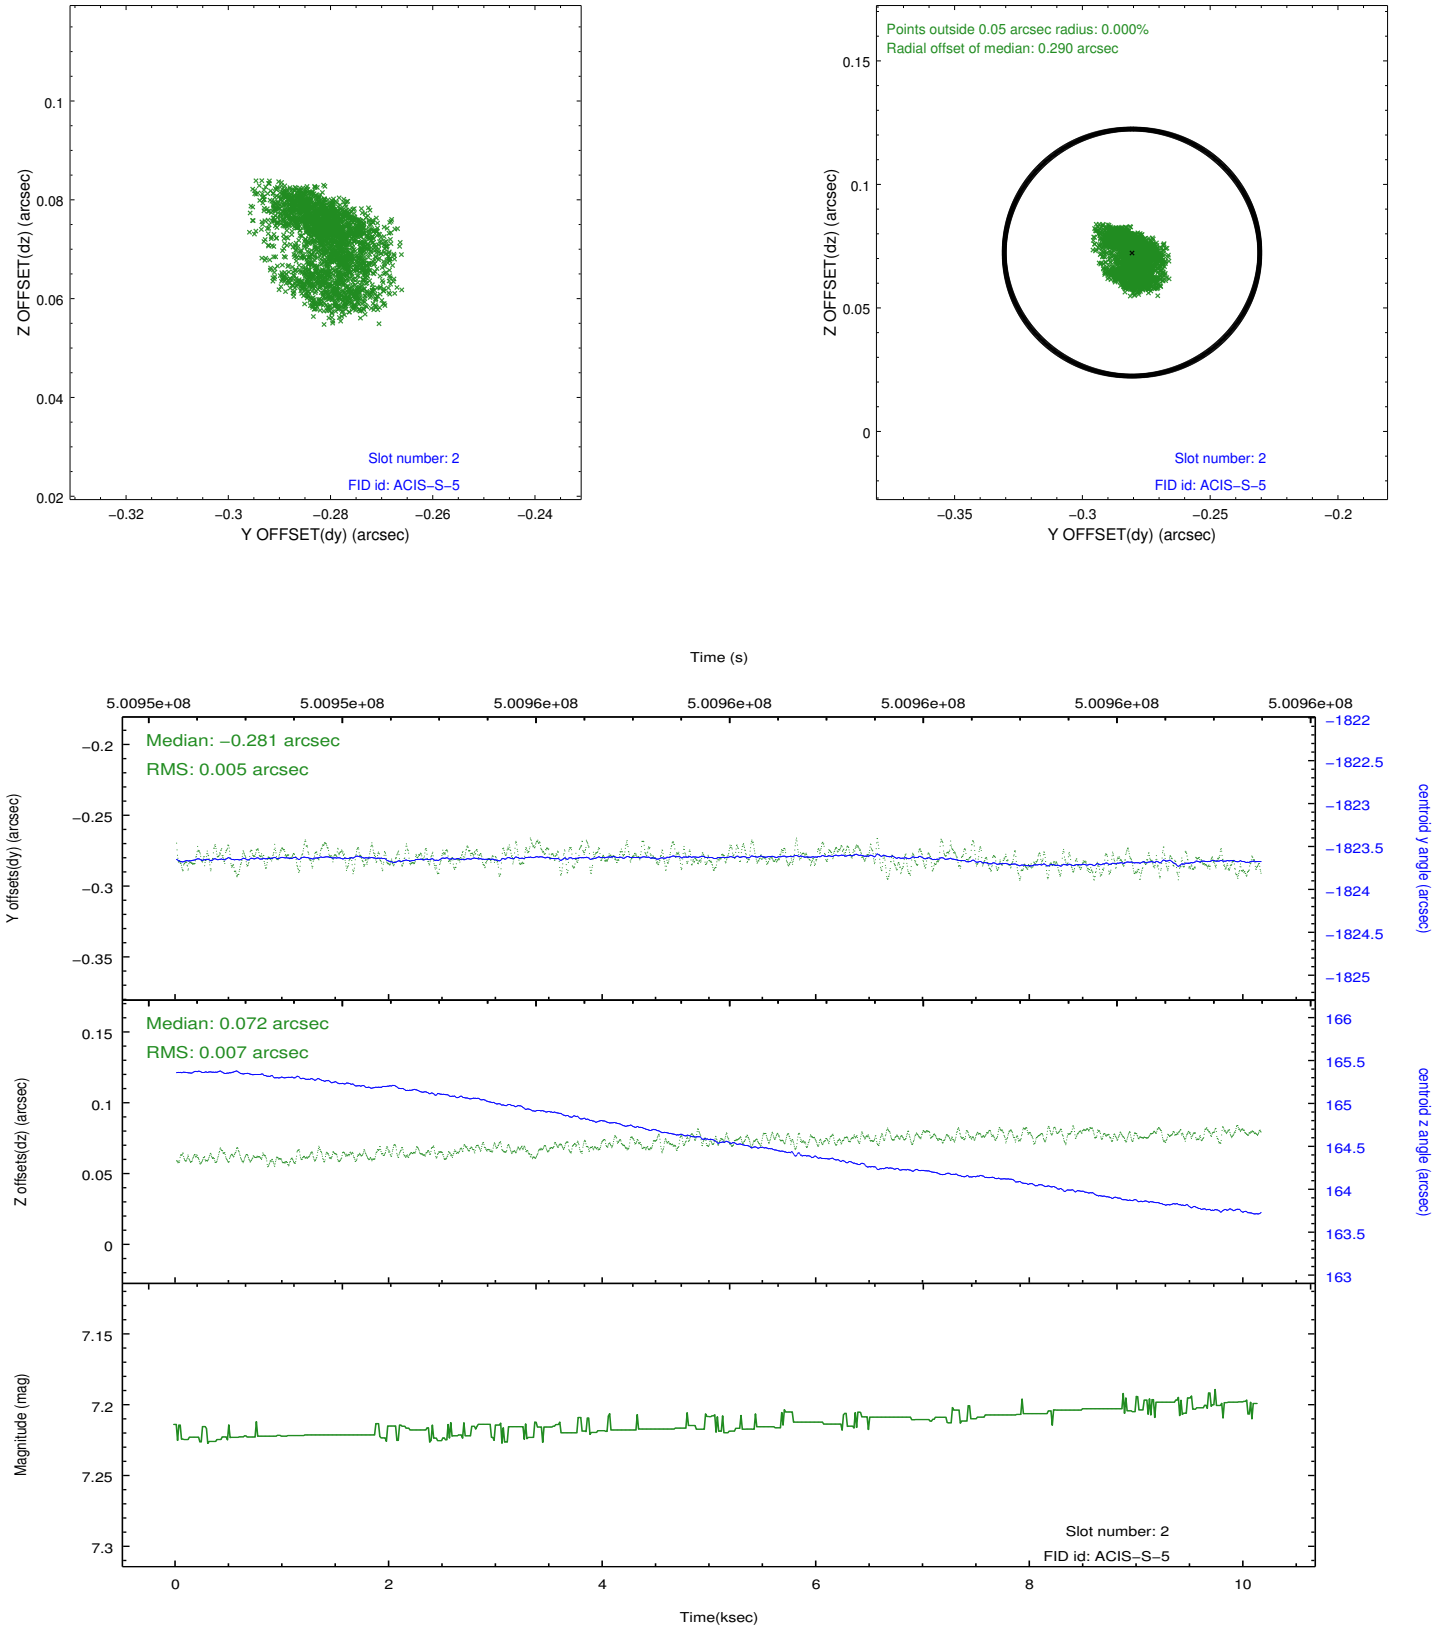 0.1
0.08
0.06
0.04
0.02
Z OFFSET(dz) (arcsec)
Slot number: 2
FID id: ACIS−S−5
−0.32
−0.3
−0.28
−0.26
−0.24
Y OFFSET(dy) (arcsec)
Points outside 0.05 arcsec radius: 0.000%
Radial offset of median: 0.290 arcsec
0.15
0.1
0.05
0
Z OFFSET(dz) (arcsec)
Slot number: 2
FID id: ACIS−S−5
−0.35
−0.3
−0.25
−0.2
Y OFFSET(dy) (arcsec)
Time (s)
5.0095e+08 5.0095e+08 5.0096e+08 5.0096e+08 5.0096e+08 5.0096e+08 5.0096e+08
Median: −0.281 arcsec
RMS: 0.005 arcsec
−0.2
−0.25
−0.3
−0.35
Y offsets(dy) (arcsec)
−1822
−1822.5
−1823
−1823.5
−1824
−1824.5
−1825
centroid y angle (arcsec)
Median: 0.072 arcsec
RMS: 0.007 arcsec
0.15
0.1
0.05
0
Z offsets(dz) (arcsec)
166
165.5
165
164.5
164
163.5
163
centroid z angle (arcsec)
7.15
7.2
7.25
7.3
Magnitude (mag)
Slot number: 2
FID id: ACIS−S−5
0 2 4 6 8 10
Time(ksec)